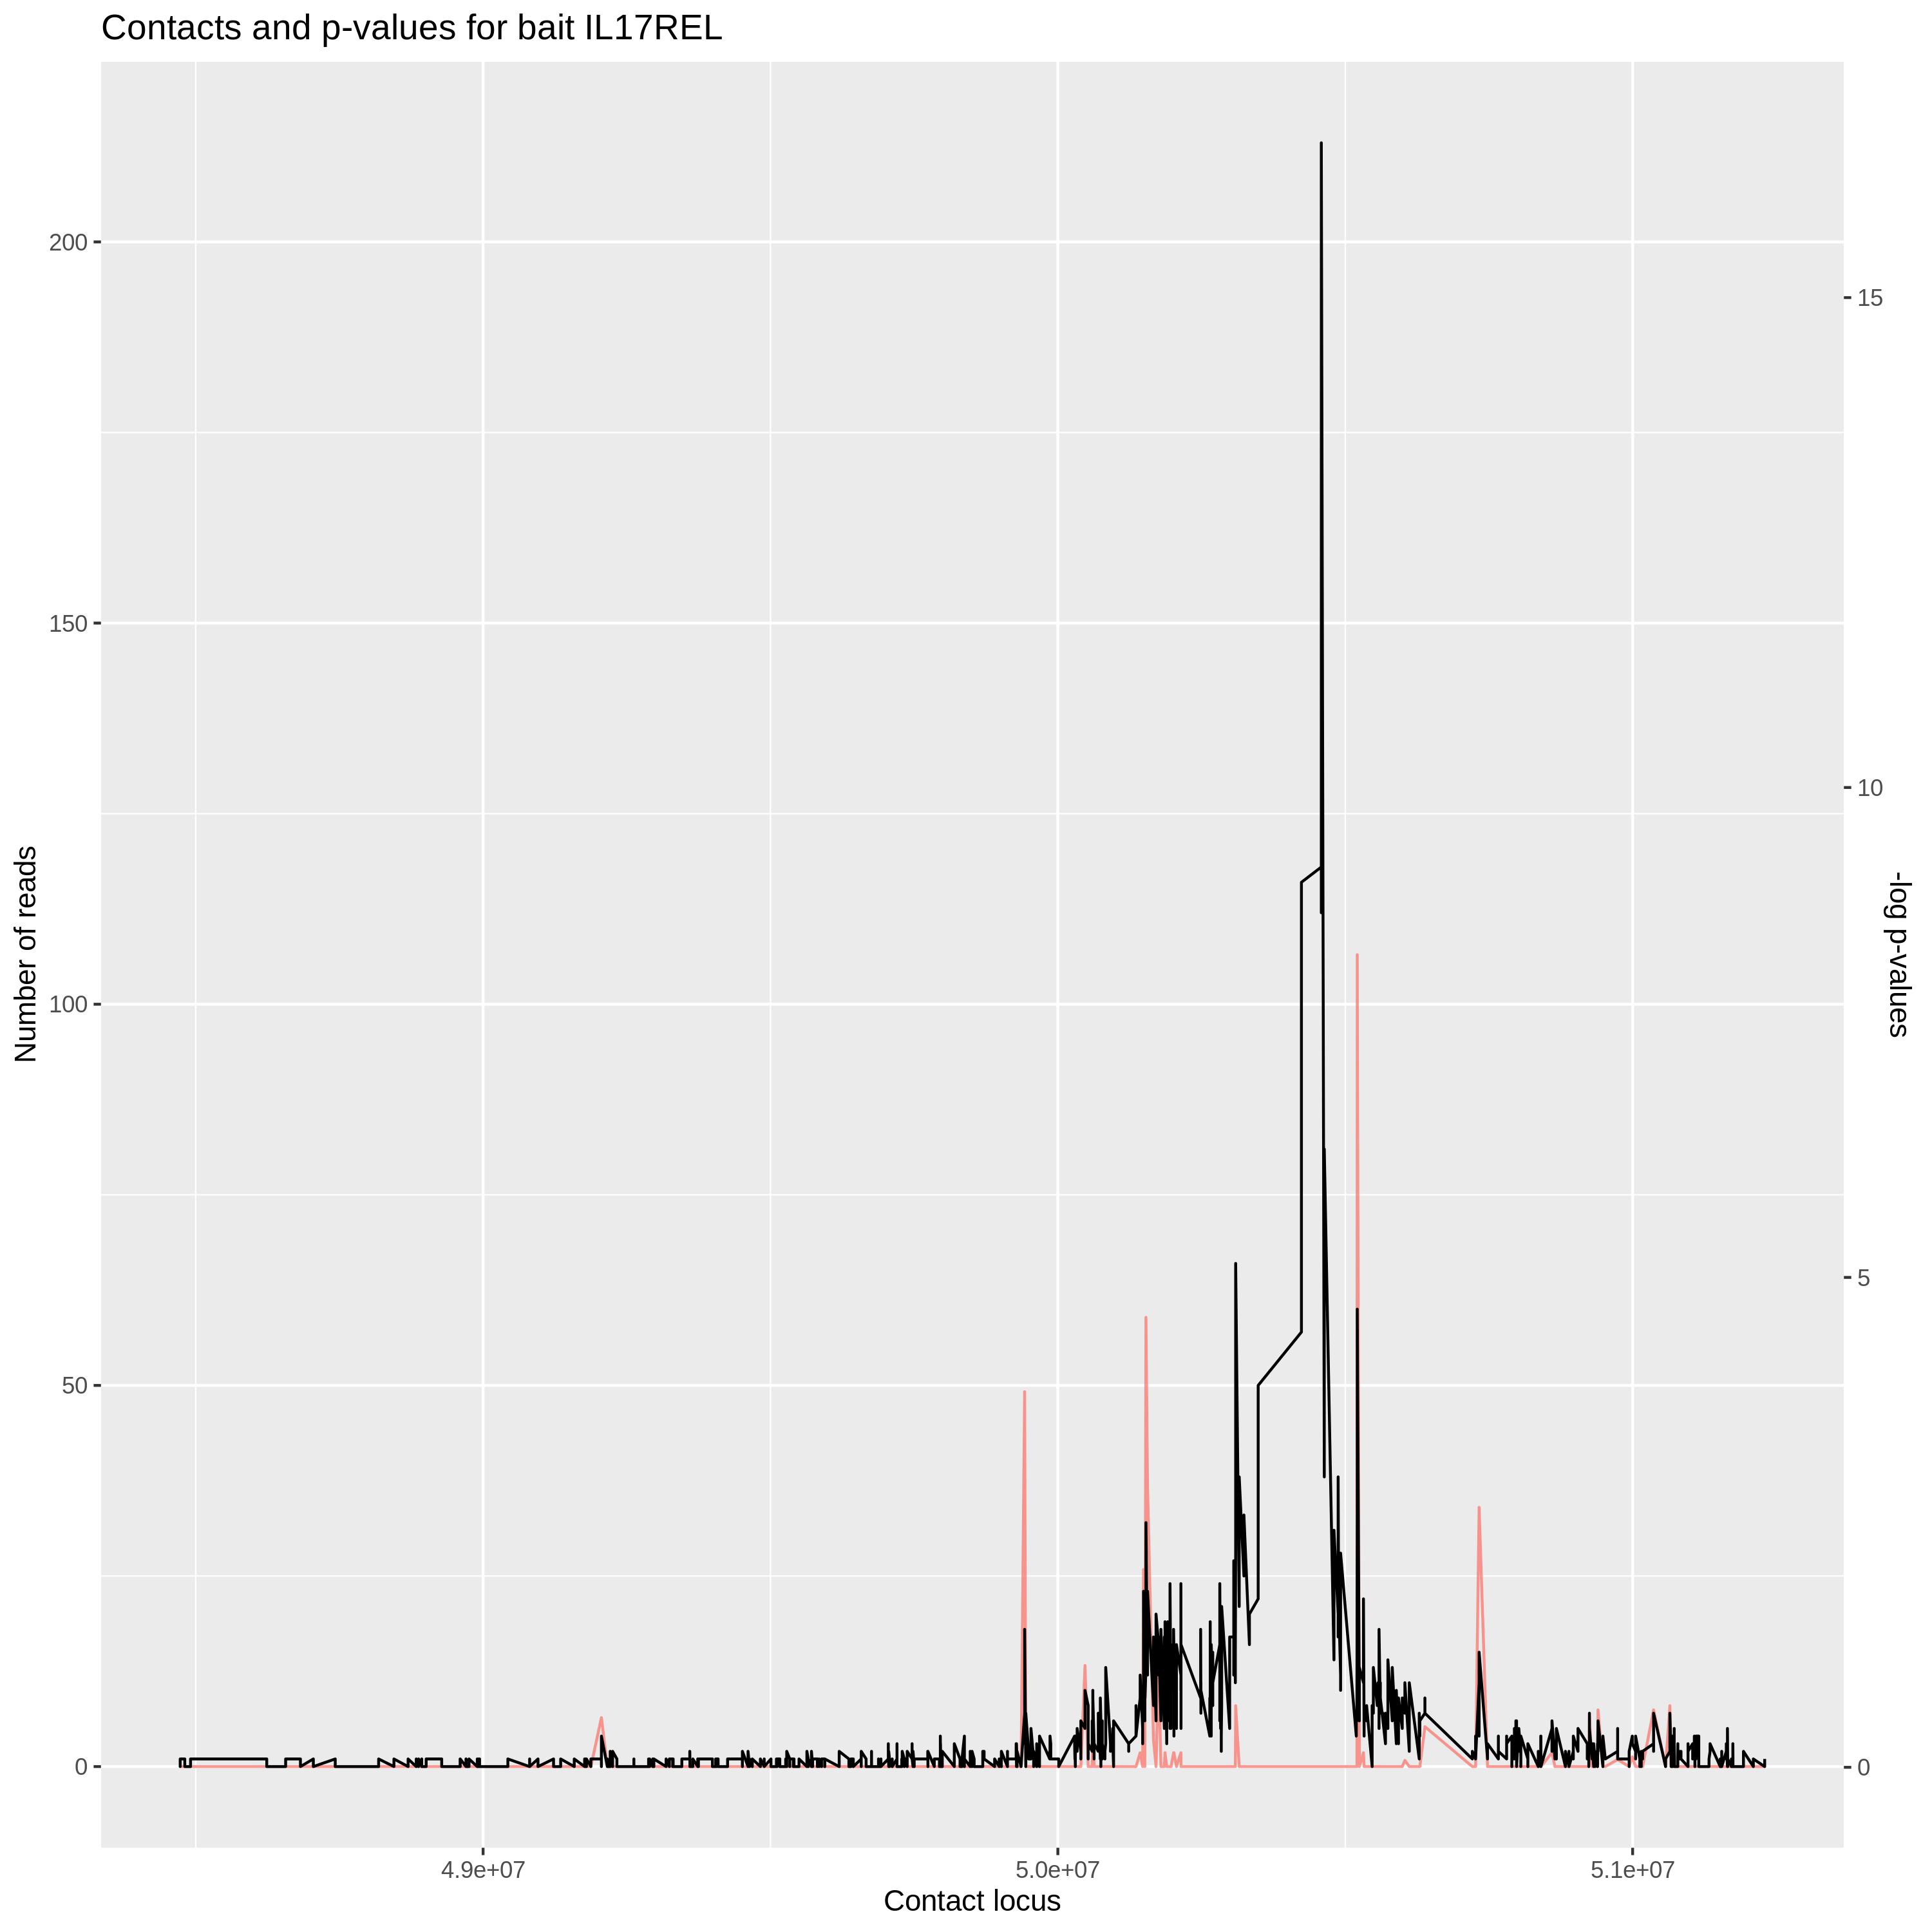 Contacts and p-values for bait IL17REL
200
150
100
50
0
Number of reads
15
10
5
0
-log p-values
4.9e+07 5.0e+07 5.1e+07
Contact locus